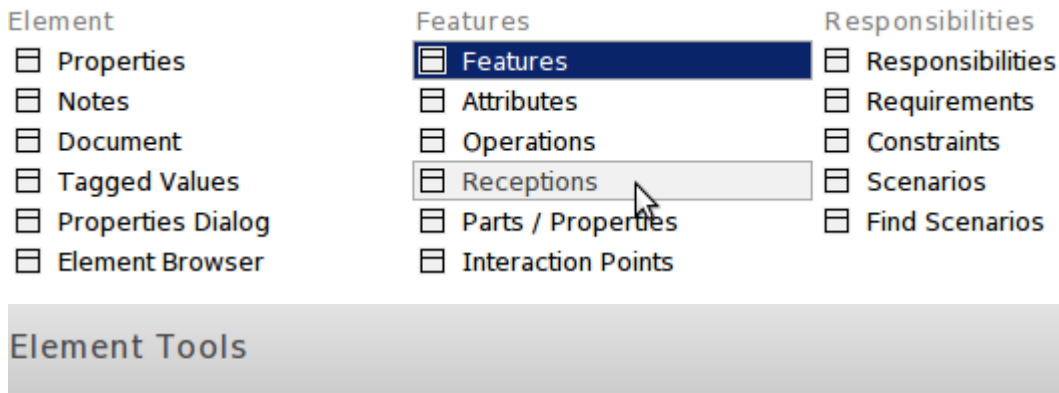 Element
Properties
Notes
Document
Tagged Values
Properties Dialog
Element Browser
Features
Features
Attributes
Operations
Receptions
Parts / Properties
Interaction Points
Responsibilities
Responsibilities
Requirements
Constraints
Scenarios
Find Scenarios
Element Tools